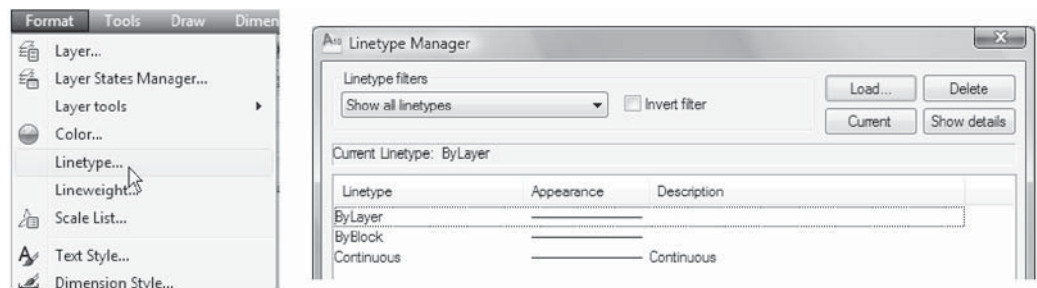 Format Tools Draw Dimen
Layer...
Layer States Manager...
Layer tools
Color...
Linetype...
Lineweight...
Scale List...
Text Style...
Dimension Style...
Linetype Manager
Linetype filters
Show all linetypes
Invert filter
Load... Delete
Current Show details
Current Linetype: ByLayer
Linetype Appearance Description
ByLayer
ByBlock
Continuous Continuous